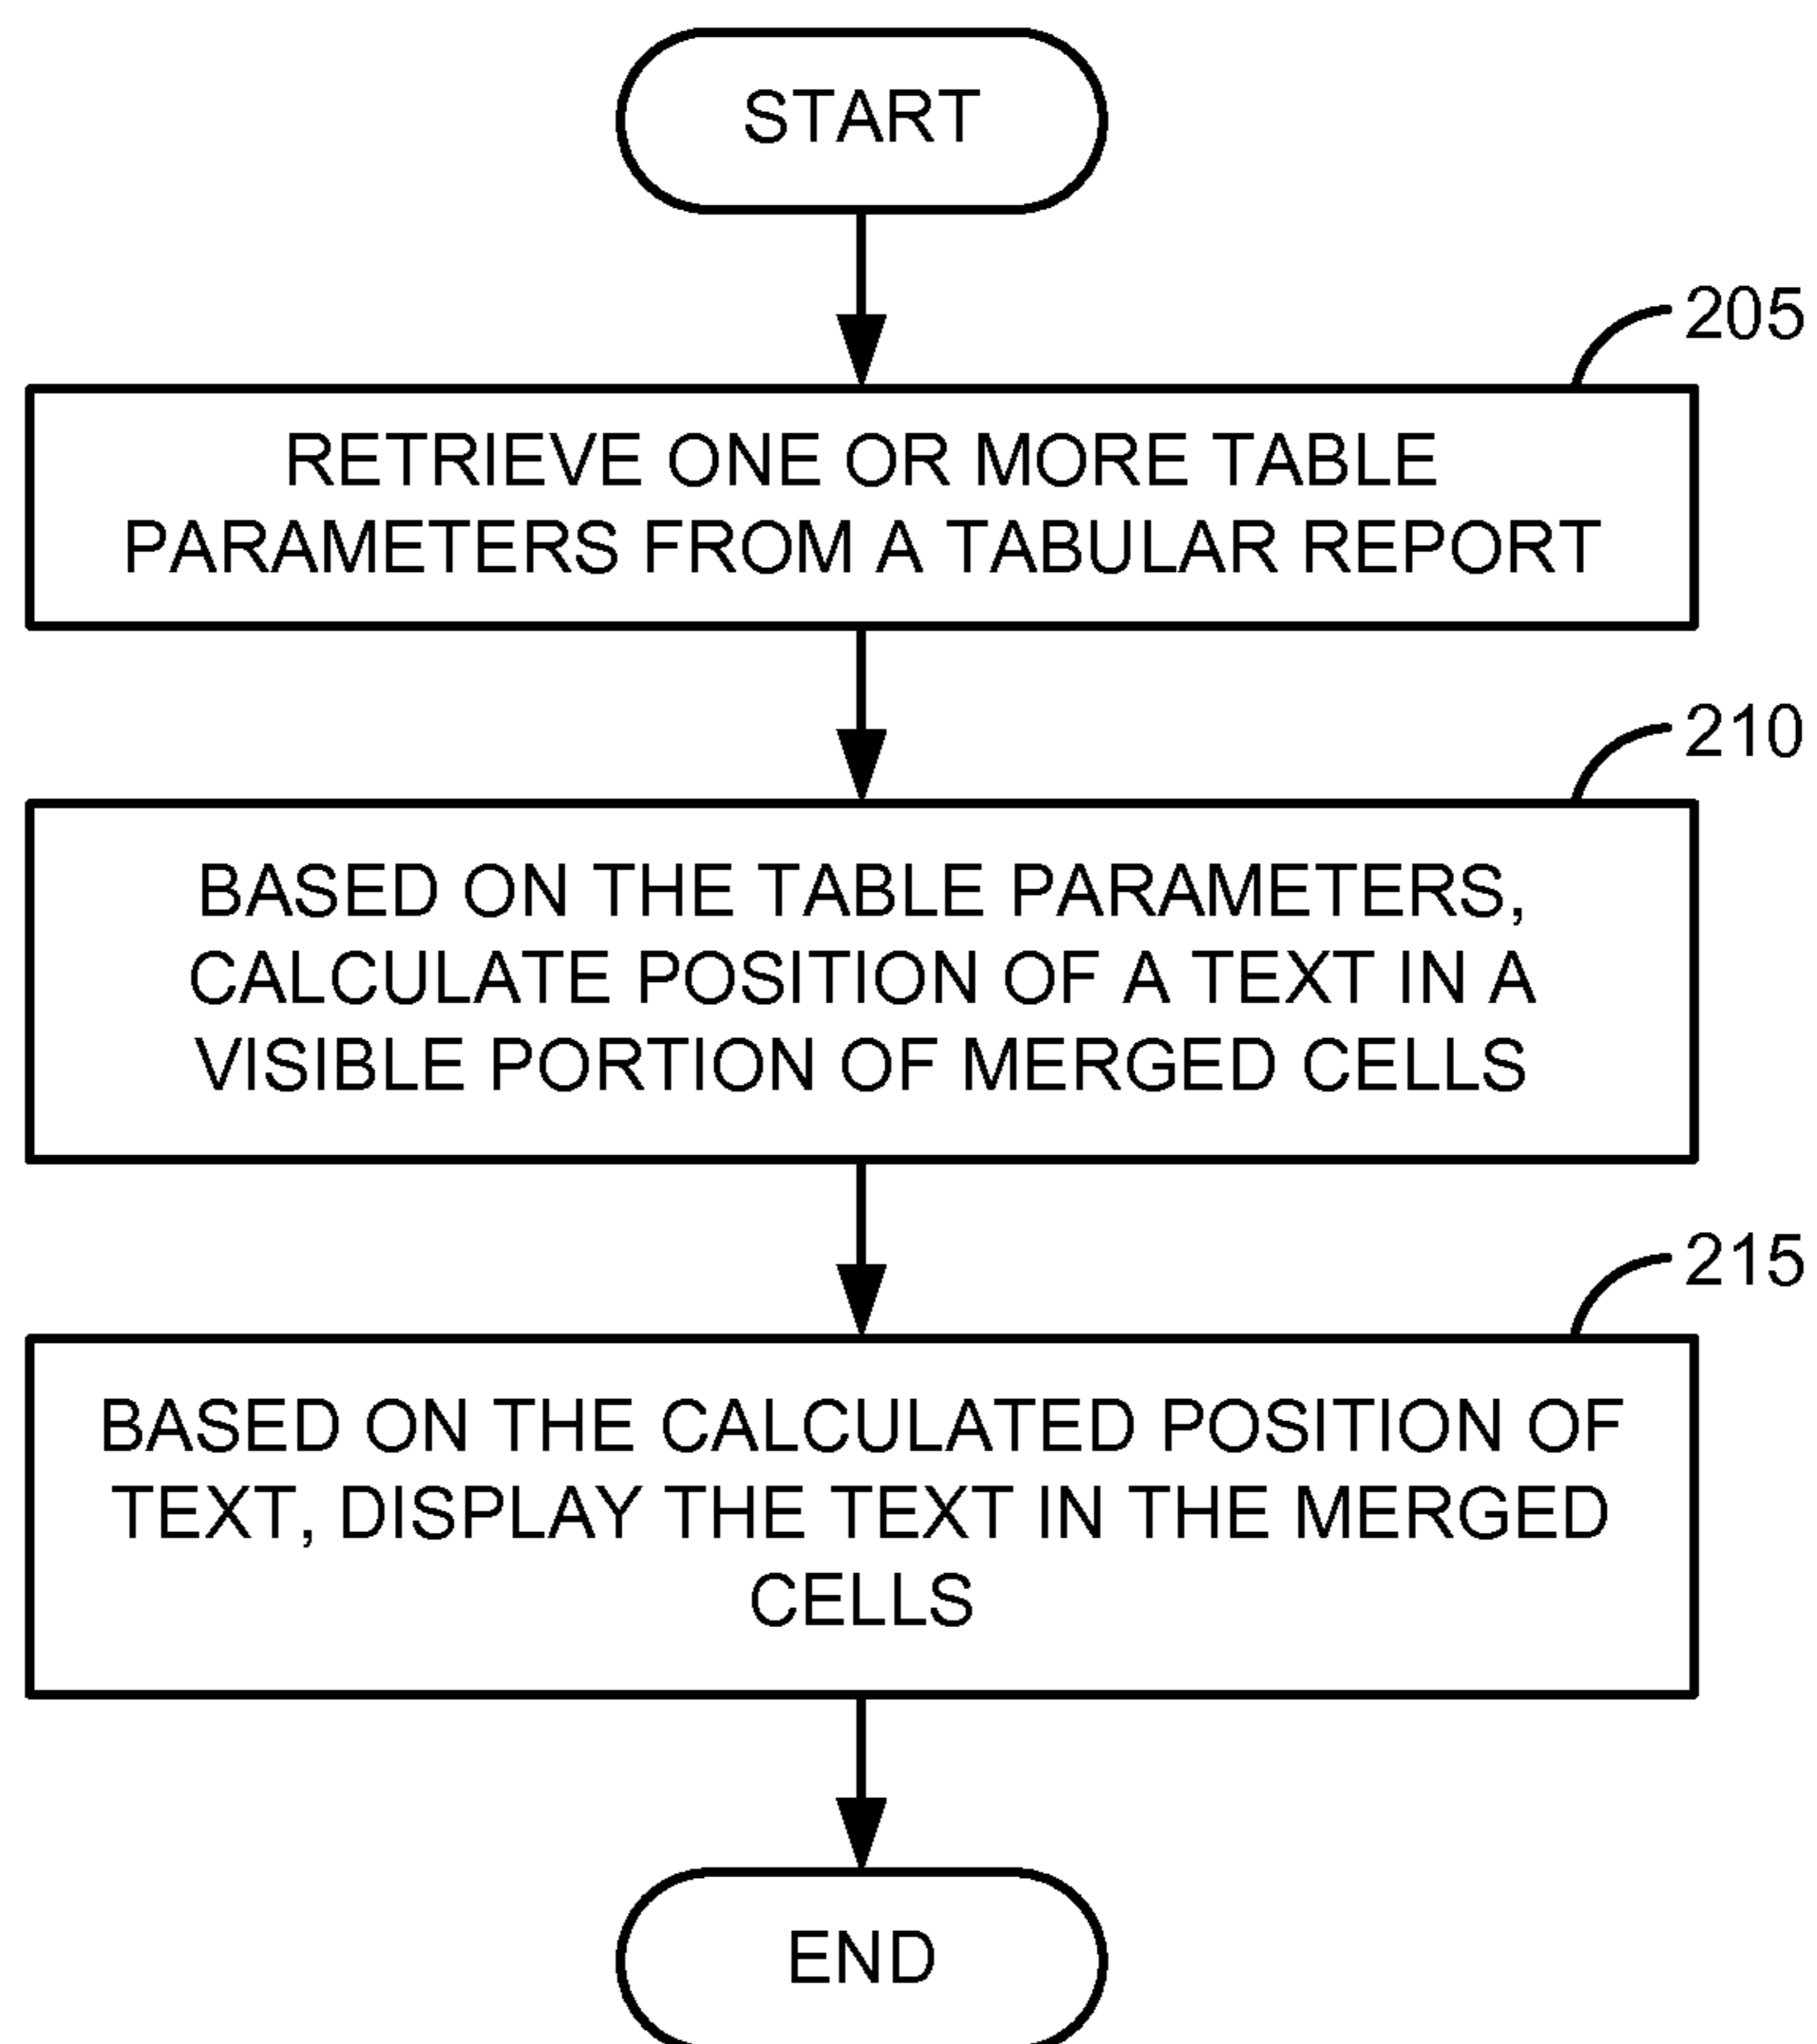 START
205
RETRIEVE ONE OR MORE TABLE
PARAMETERS FROM A TABULAR REPORT
210
BASED ON THE TABLE PARAMETERS,
CALCULATE POSITION OF A TEXT IN A
VISIBLE PORTION OF MERGED CELLS
215
BASED ON THE CALCULATED POSITION OF
TEXT, DISPLAY THE TEXT IN THE MERGED
CELLS
END